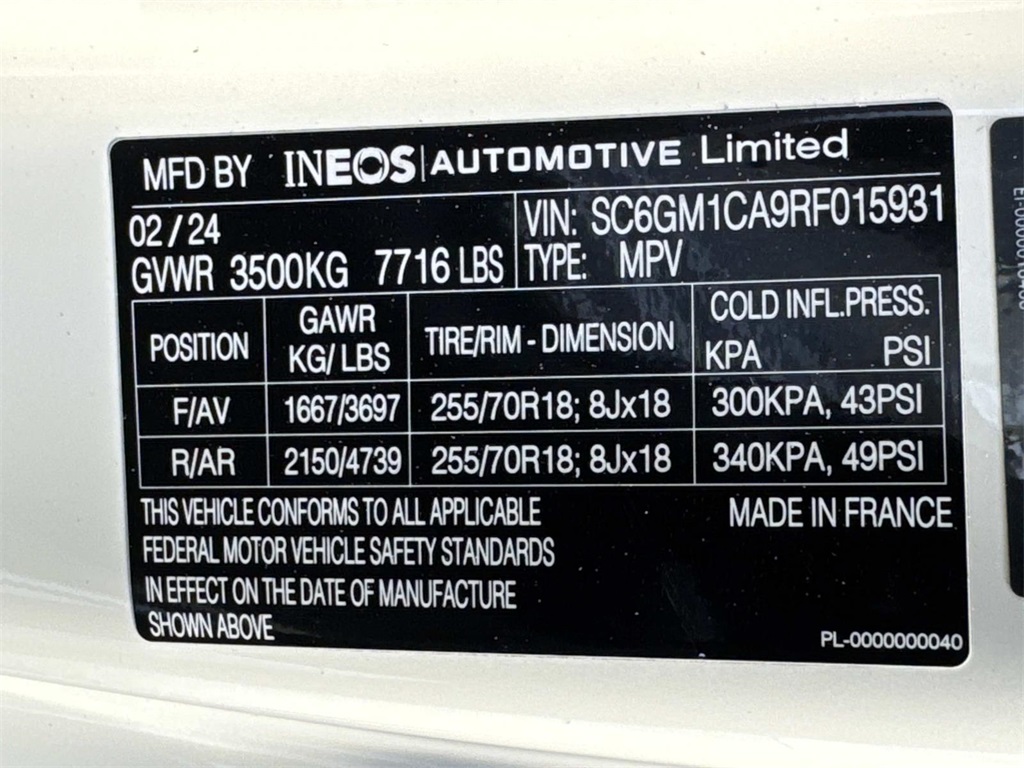 MFD BY INEOS AUTOMOTIVE Limited
02/24
GVWR 3500KG 7716 LBS
VIN: SC6GM1CA9RF015931
TYPE: MPV
POSITION GAWR KG/LBS TIRE/RIM - DIMENSION COLD INFL.PRESS. KPA PSI
F/AV 1667/3697 255/70R18; 8Jx18 300KPA, 43PSI
R/AR 2150/4739 255/70R18; 8Jx18 340KPA, 49PSI
THIS VEHICLE CONFORMS TO ALL APPLICABLE
FEDERAL MOTOR VEHICLE SAFETY STANDARDS
IN EFFECT ON THE DATE OF MANUFACTURE
SHOWN ABOVE
MADE IN FRANCE
PL-0000000040